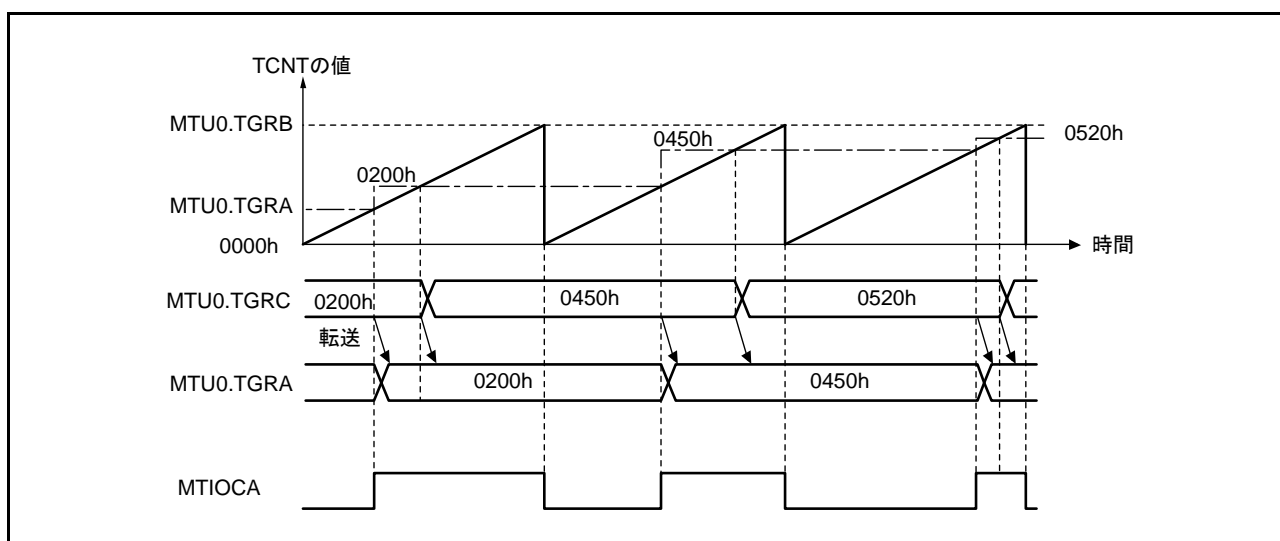 TCNTの値
MTU0.TGRB
0520h
0450h
0200h
MTU0.TGRA
0000h
時間
MTU0.TGRC
0200h
0450h
0520h
転送
MTU0.TGRA
0200h
0450h
MTIOCA